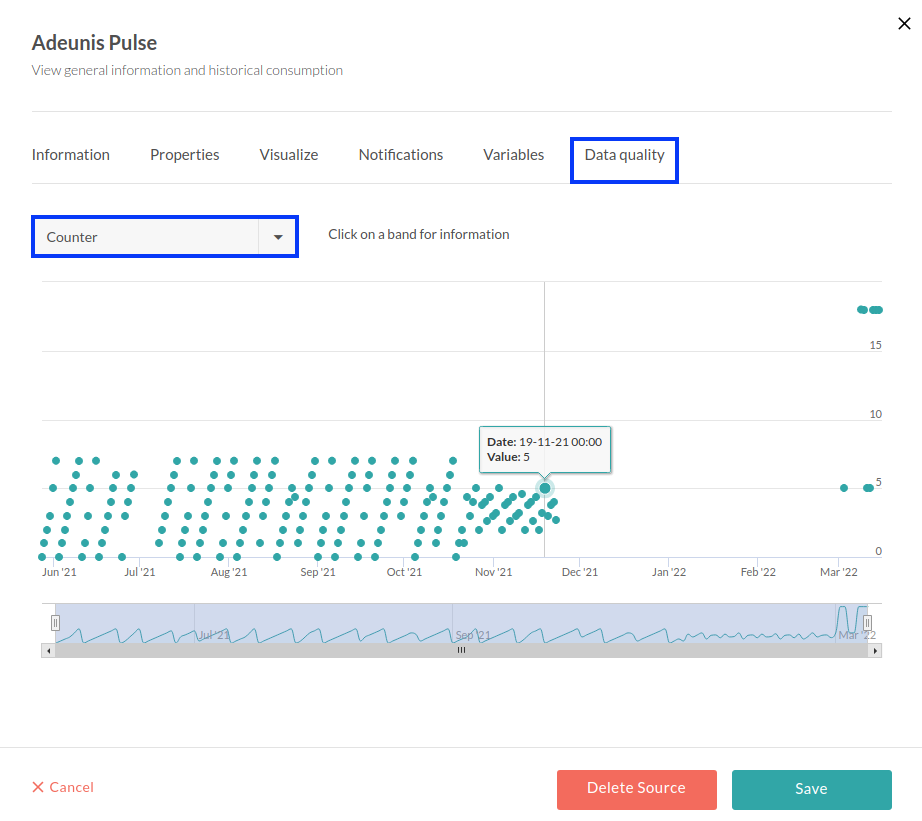 Adeunis Pulse
View general information and historical consumption
Information Properties Visualize Notifications Variables Data quality
Counter
Click on a band for information
15
10
Date: 19-11-21 00:00
Value: 5
5
0
Jun '21 Jul '21 Aug '21 Sep '21 Oct '21 Nov '21 Dec '21 Jan '22 Feb '22 Mar '22
Jul '21 Sep '21 Mar '22
Cancel
Delete Source
Save